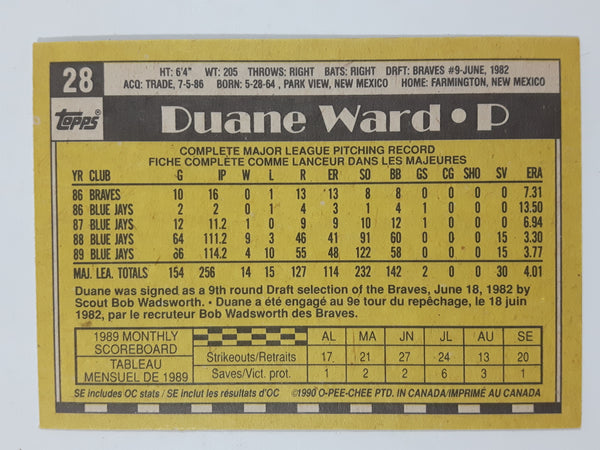 28
HT: 6'4" WT: 205 THROWS: RIGHT BATS: RIGHT DRFT: BRAVES #9-JUNE, 1982
ACQ: TRADE, 7-5-86 BORN: 5-28-64, PARK VIEW, NEW MEXICO HOME: FARMINGTON, NEW MEXICO
Topps
Duane Ward • P
COMPLETE MAJOR LEAGUE PITCHING RECORD
FICHE COMPLÈTE COMME LANCEUR DANS LES MAJEURES
YR CLUB G IP W L R ER SO BB GS CG SHO SV ERA
86 BRAVES 10 16 0 1 13 13 8 8 0 0 0 0 7.31
86 BLUE JAYS 2 2 0 1 4 3 1 4 1 0 0 0 13.50
87 BLUE JAYS 12 11.2 1 0 9 9 10 12 1 0 0 0 6.94
88 BLUE JAYS 64 111.2 9 3 46 41 91 60 0 0 0 15 3.30
89 BLUE JAYS 66 114.2 4 10 55 48 122 58 0 0 0 15 3.77
MAJ. LEA. TOTALS 154 256 14 15 127 114 232 142 2 0 0 30 4.01
Duane was signed as a 9th round Draft selection of the Braves, June 18, 1982 by
Scout Bob Wadsworth. • Duane a été engagé au 9e tour du repêchage, le 18 juin
1982, par le recruteur Bob Wadsworth des Braves.
1989 MONTHLY SCOREBOARD
TABLEAU MENSUEL DE 1989
AL MA JN JL AU SE
Strikeouts/Retraits 17 21 27 24 13 20
Saves/Vict. prot. 1 2 2 6 3 1
SE includes OC stats / SE inclut les résultats d'OC ©1990 O-PEE-CHEE PTD. IN CANADA/IMPRIMÉ AU CANADA